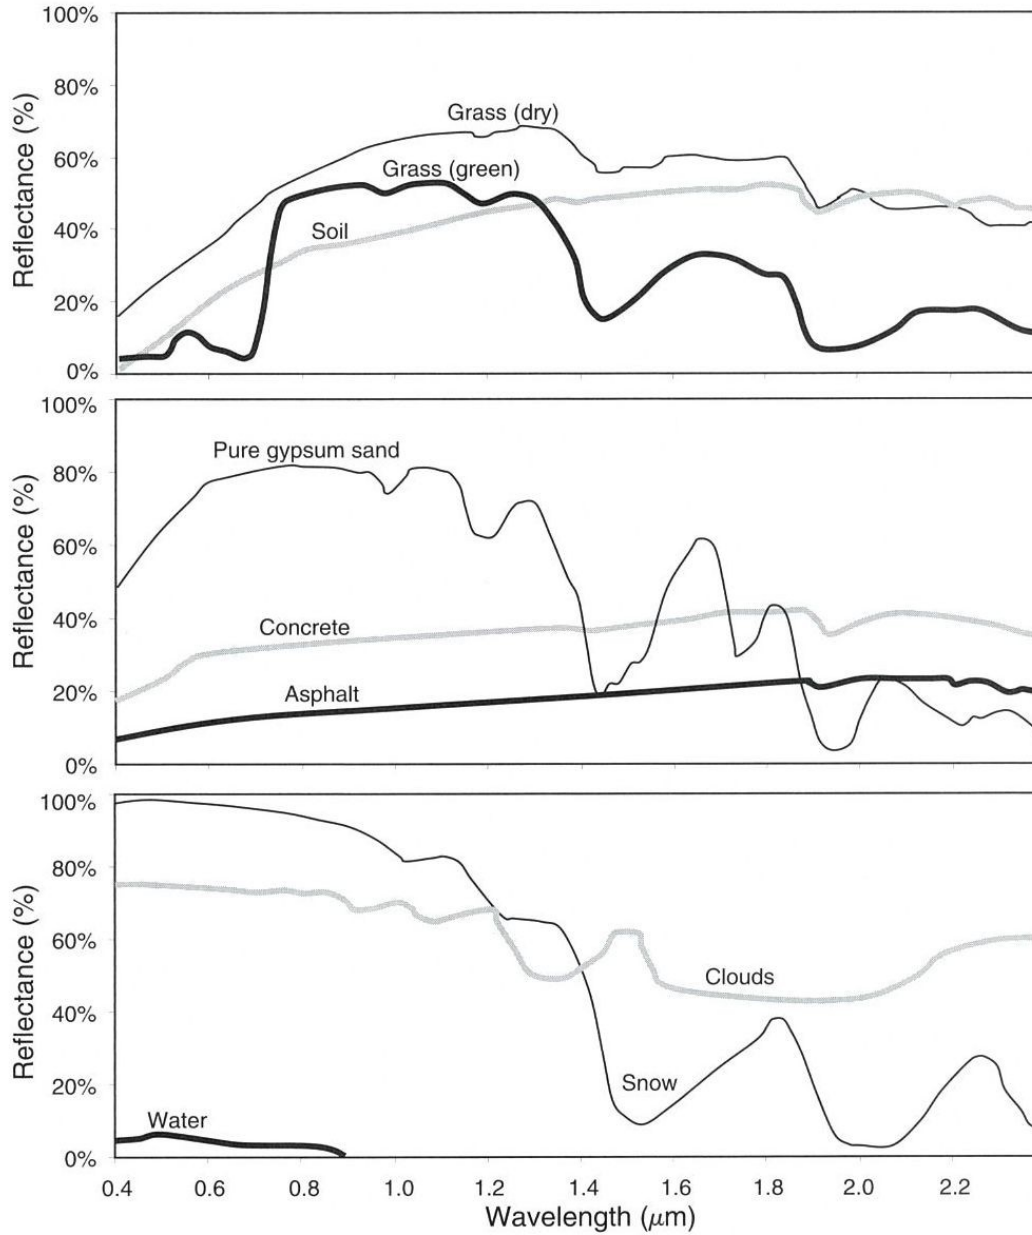 100%
80%
60%
40%
20%
0%
Reflectance (%)
Grass (dry)
Grass (green)
Soil
100%
80%
60%
40%
20%
0%
Reflectance (%)
Pure gypsum sand
Concrete
Asphalt
100%
80%
60%
40%
20%
0%
Reflectance (%)
Clouds
Snow
Water
0.4 0.6 0.8 1.0 1.2 1.4 1.6 1.8 2.0 2.2
Wavelength (μm)